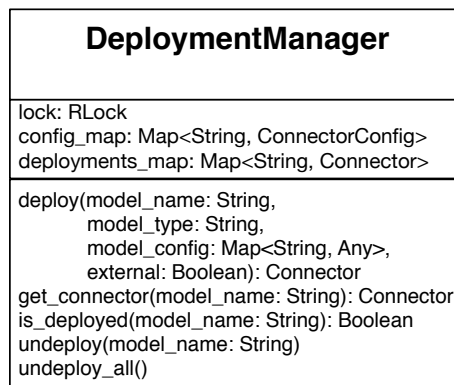 DeploymentManager
lock: RLock
config_map: Map<String, ConnectorConfig>
deployments_map: Map<String, Connector>
deploy(model_name: String,
model_type: String,
model_config: Map<String, Any>,
external: Boolean): Connector
get_connector(model_name: String): Connector
is_deployed(model_name: String): Boolean
undeploy(model_name: String)
undeploy_all()